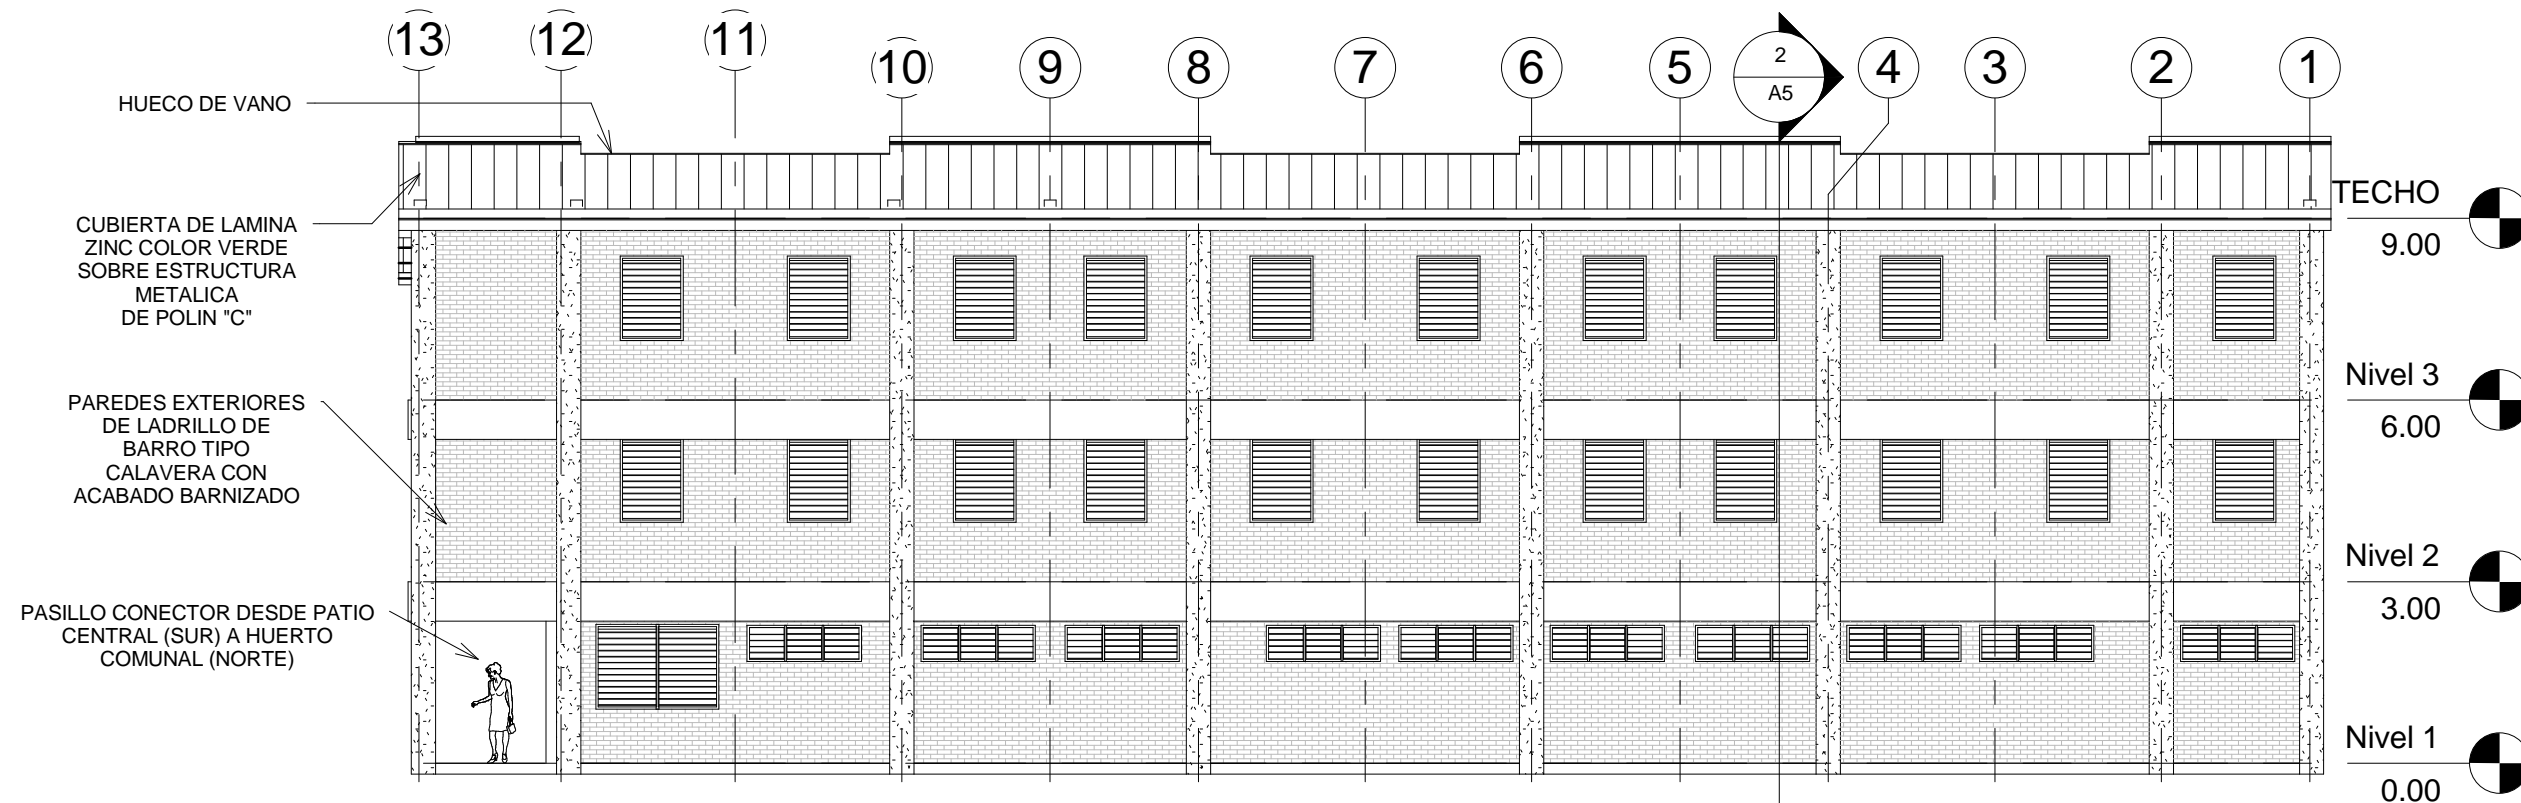 13
12
11
10
9
8
7
6
5
2
A5
4
3
2
1
HUECO DE VANO
CUBIERTA DE LAMINA
ZINC COLOR VERDE
SOBRE ESTRUCTURA
METALICA
DE POLIN "C"
PAREDES EXTERIORES
DE LADRILLO DE
BARRO TIPO
CALAVERA CON
ACABADO BARNIZADO
PASILLO CONECTOR DESDE PATIO
CENTRAL (SUR) A HUERTO
COMUNAL (NORTE)
TECHO
9.00
Nivel 3
6.00
Nivel 2
3.00
Nivel 1
0.00